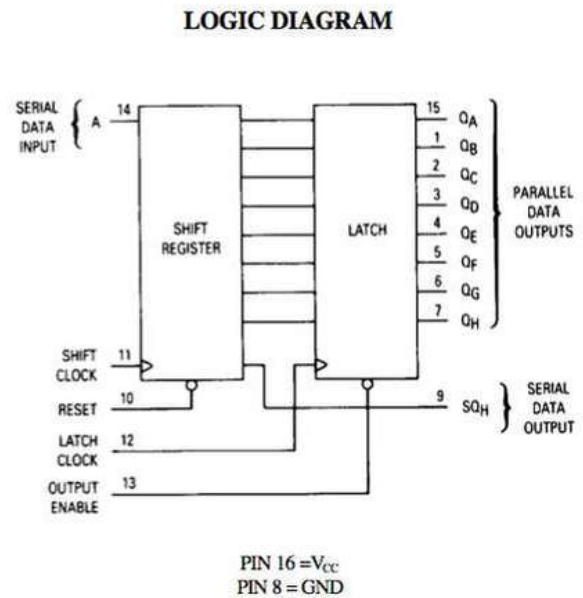 LOGIC DIAGRAM
SERIAL
DATA
INPUT
A
14
SHIFT
REGISTER
LATCH
15
QA
1
QB
2
QC
3
QD
4
QE
5
QF
6
QG
7
QH
PARALLEL
DATA
OUTPUTS
SHIFT
CLOCK
11
RESET
10
LATCH
CLOCK
12
OUTPUT
ENABLE
13
9
SQH
SERIAL
DATA
OUTPUT
PIN 16 =VCC
PIN 8 = GND